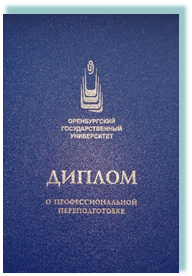 ОРЕНБУРГСКИЙ
ГОСУДАРСТВЕННЫЙ
УНИВЕРСИТЕТ
ДИПЛОМ
О ПРОФЕССИОНАЛЬНОЙ
ПЕРЕПОДГОТОВКЕ